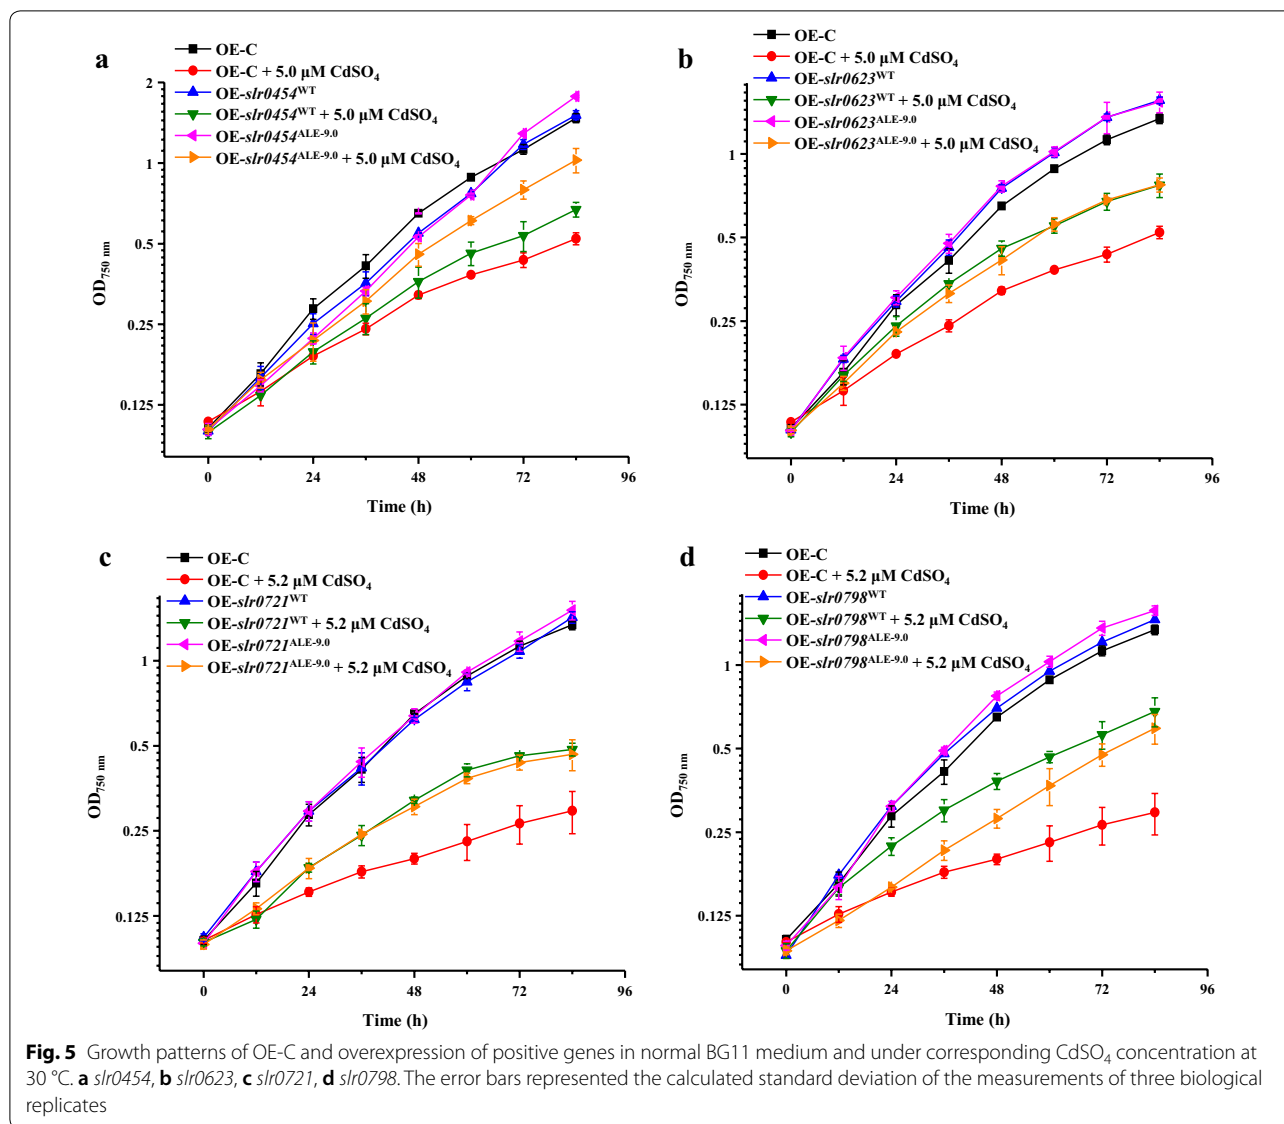 a
OE-C
OE-C + 5.0 μM CdSO₄
OE-slr0454ᵂᵀ
OE-slr0454ᵂᵀ + 5.0 μM CdSO₄
OE-slr0454ᴬᴸᴱ⁻⁹·⁰
OE-slr0454ᴬᴸᴱ⁻⁹·⁰ + 5.0 μM CdSO₄
2
1
0.5
0.25
0.125
OD₇₅₀ ₙₘ
0 24 48 72 96
Time (h)
b
OE-C
OE-C + 5.0 μM CdSO₄
OE-slr0623ᵂᵀ
OE-slr0623ᵂᵀ + 5.0 μM CdSO₄
OE-slr0623ᴬᴸᴱ⁻⁹·⁰
OE-slr0623ᴬᴸᴱ⁻⁹·⁰ + 5.0 μM CdSO₄
1
0.5
0.25
0.125
OD₇₅₀ ₙₘ
0 24 48 72 96
Time (h)
c
OE-C
OE-C + 5.2 μM CdSO₄
OE-slr0721ᵂᵀ
OE-slr0721ᵂᵀ + 5.2 μM CdSO₄
OE-slr0721ᴬᴸᴱ⁻⁹·⁰
OE-slr0721ᴬᴸᴱ⁻⁹·⁰ + 5.2 μM CdSO₄
1
0.5
0.25
0.125
OD₇₅₀ ₙₘ
0 24 48 72 96
Time (h)
d
OE-C
OE-C + 5.2 μM CdSO₄
OE-slr0798ᵂᵀ
OE-slr0798ᵂᵀ + 5.2 μM CdSO₄
OE-slr0798ᴬᴸᴱ⁻⁹·⁰
OE-slr0798ᴬᴸᴱ⁻⁹·⁰ + 5.2 μM CdSO₄
1
0.5
0.25
0.125
OD₇₅₀ ₙₘ
0 24 48 72 96
Time (h)
Fig. 5 Growth patterns of OE-C and overexpression of positive genes in normal BG11 medium and under corresponding CdSO₄ concentration at
30 °C. a slr0454, b slr0623, c slr0721, d slr0798. The error bars represented the calculated standard deviation of the measurements of three biological
replicates